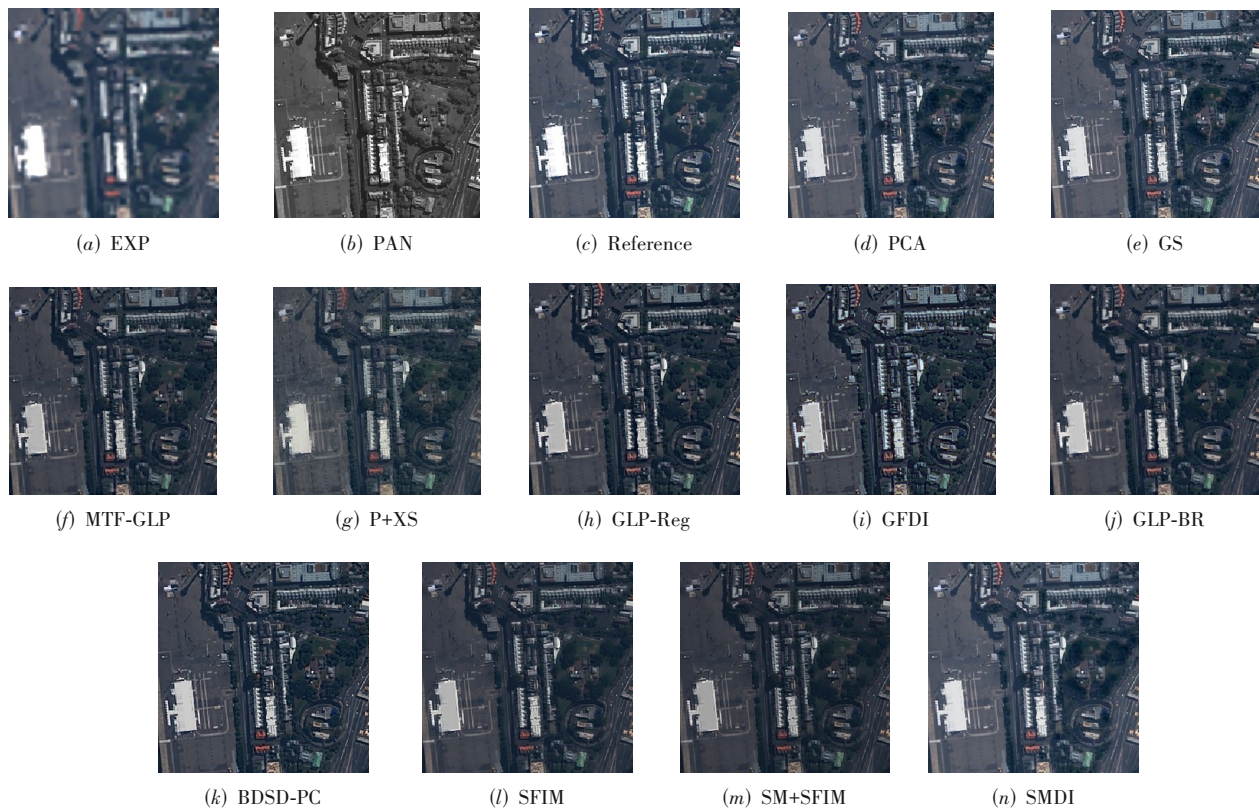 (a) EXP
(b) PAN
(c) Reference
(d) PCA
(e) GS
(f) MTF-GLP
(g) P+XS
(h) GLP-Reg
(i) GFDI
(j) GLP-BR
(k) BDSD-PC
(l) SFIM
(m) SM+SFIM
(n) SMDI